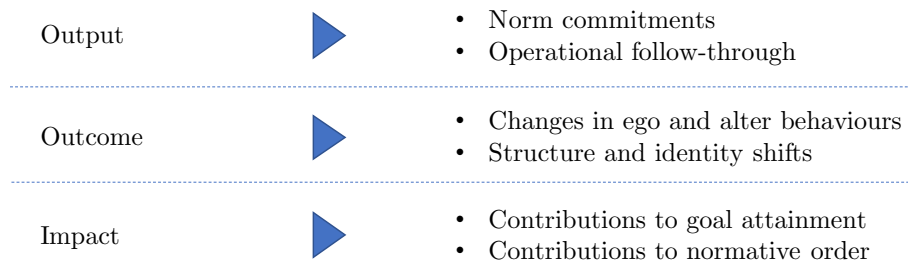 Output
• Norm commitments
• Operational follow-through
Outcome
• Changes in ego and alter behaviours
• Structure and identity shifts
Impact
• Contributions to goal attainment
• Contributions to normative order